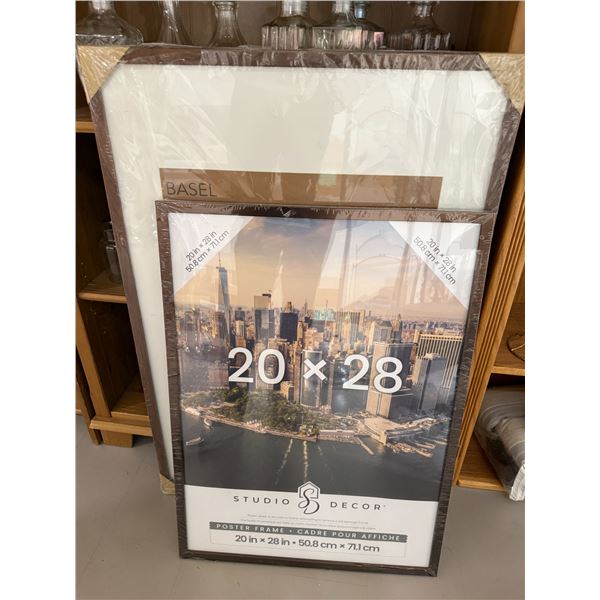 BASEL
20 in × 28 in
50.8 cm × 71.1 cm
20 in × 28 in
50.8 cm × 71.1 cm
20 × 28
STUDIO SD DECOR
POSTER FRAME • CADRE POUR AFFICHE
20 in × 28 in • 50.8 cm × 71.1 cm